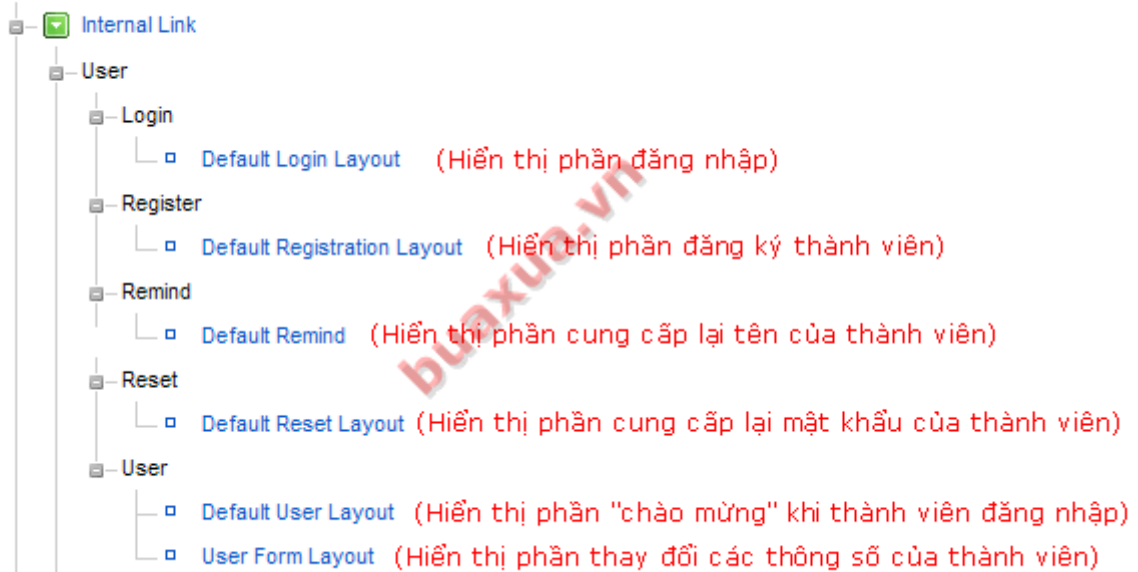 Internal Link
User
Login
Default Login Layout (Hiển thị phần đăng nhập)
Register
Default Registration Layout (Hiển thị phần đăng ký thành viên)
Remind
Default Remind (Hiển thị phần cung cấp lại tên của thành viên)
Reset
Default Reset Layout (Hiển thị phần cung cấp lại mật khẩu của thành viên)
User
Default User Layout (Hiển thị phần "chào mừng" khi thành viên đăng nhập)
User Form Layout (Hiển thị phần thay đổi các thông số của thành viên)
buaxua.vn